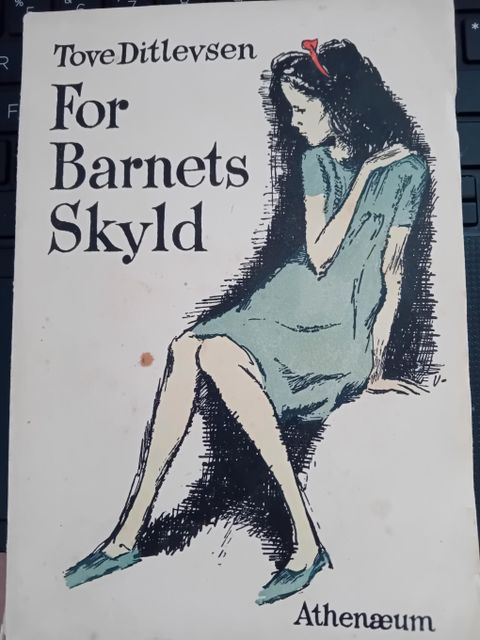 Tove Ditlevsen
For
Barnets
Skyld
Athenæum